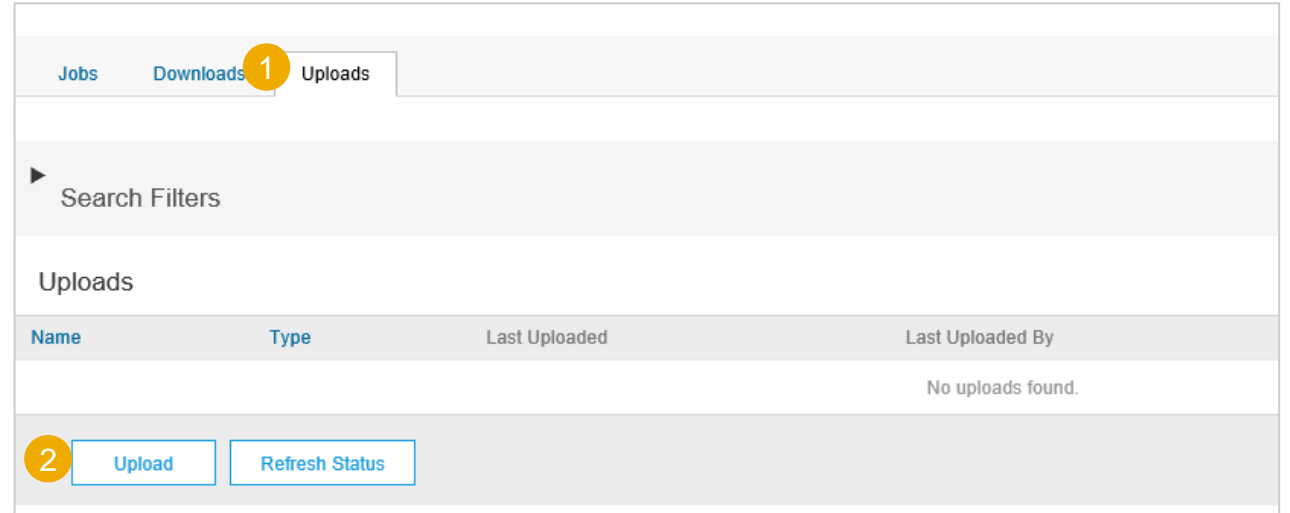 Jobs Downloads 1 Uploads
Search Filters
Uploads
Name Type Last Uploaded Last Uploaded By
No uploads found.
2 Upload Refresh Status